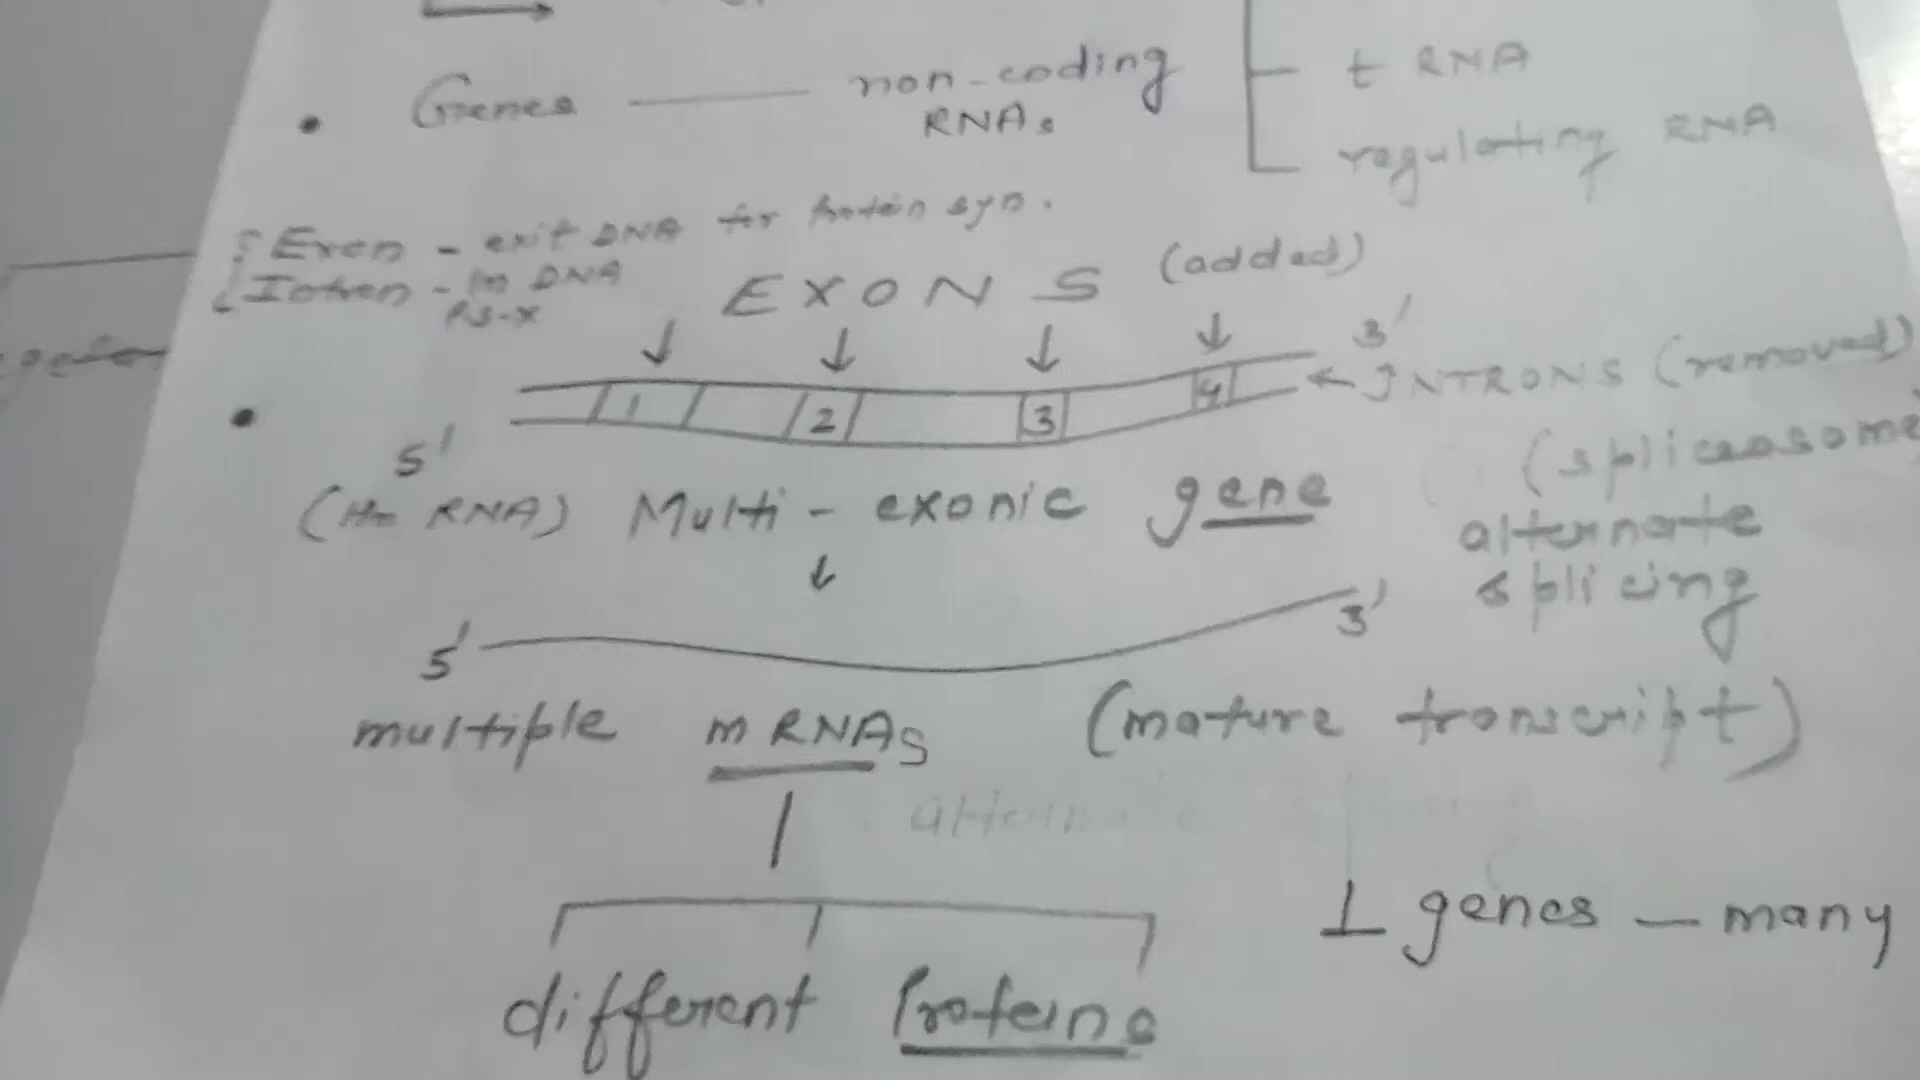 • Genes —— non-coding RNAs
t RNA
regulating RNA
Exon - exit DNA for Protein syn.
Intron - In DNA
P.S-X
EXONS (added)
3'
1 2 3 4
← INTRONS (removed)
5'
(spliceosome)
(Hn RNA) Multi - exonic gene
alternate
splicing
↓
5' 3'
multiple mRNAs (mature transcript)
1 genes — many
different Proteins